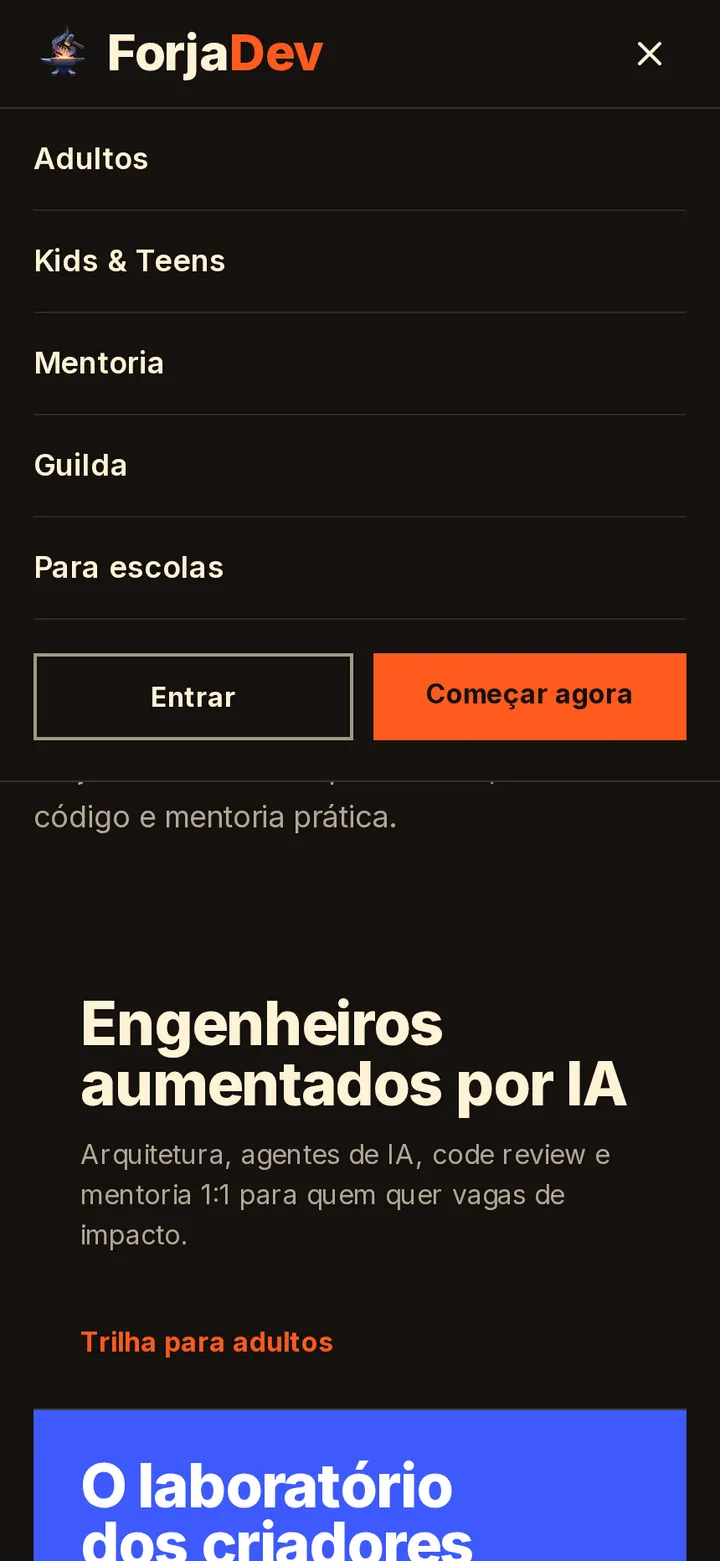 ForjaDev
Adultos
Kids & Teens
Mentoria
Guilda
Para escolas
Entrar
Começar agora
código e mentoria prática.
Engenheiros
aumentados por IA
Arquitetura, agentes de IA, code review e
mentoria 1:1 para quem quer vagas de
impacto.
Trilha para adultos
O laboratório
dos criadores